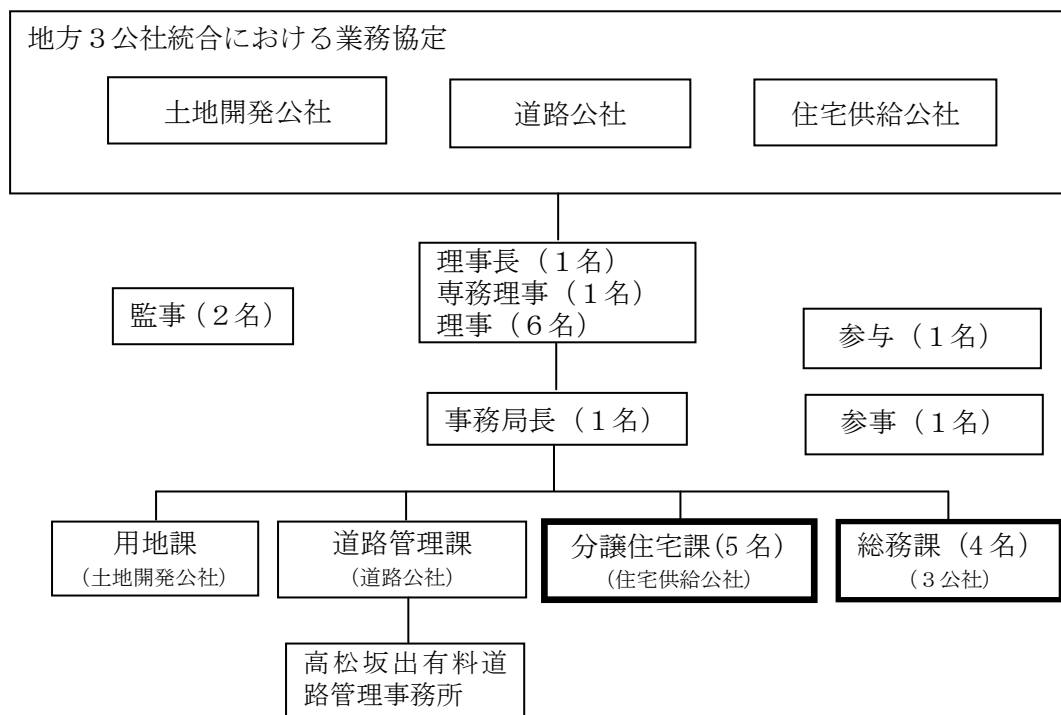 地方３公社統合における業務協定
土地開発公社
道路公社
住宅供給公社
理事長（１名）
専務理事（１名）
理事（６名）
監事（２名）
参与（１名）
事務局長（１名）
参事（１名）
用地課
（土地開発公社）
道路管理課
（道路公社）
分譲住宅課（5 名）
（住宅供給公社）
総務課（4 名）
（３公社）
高松坂出有料道
路管理事務所